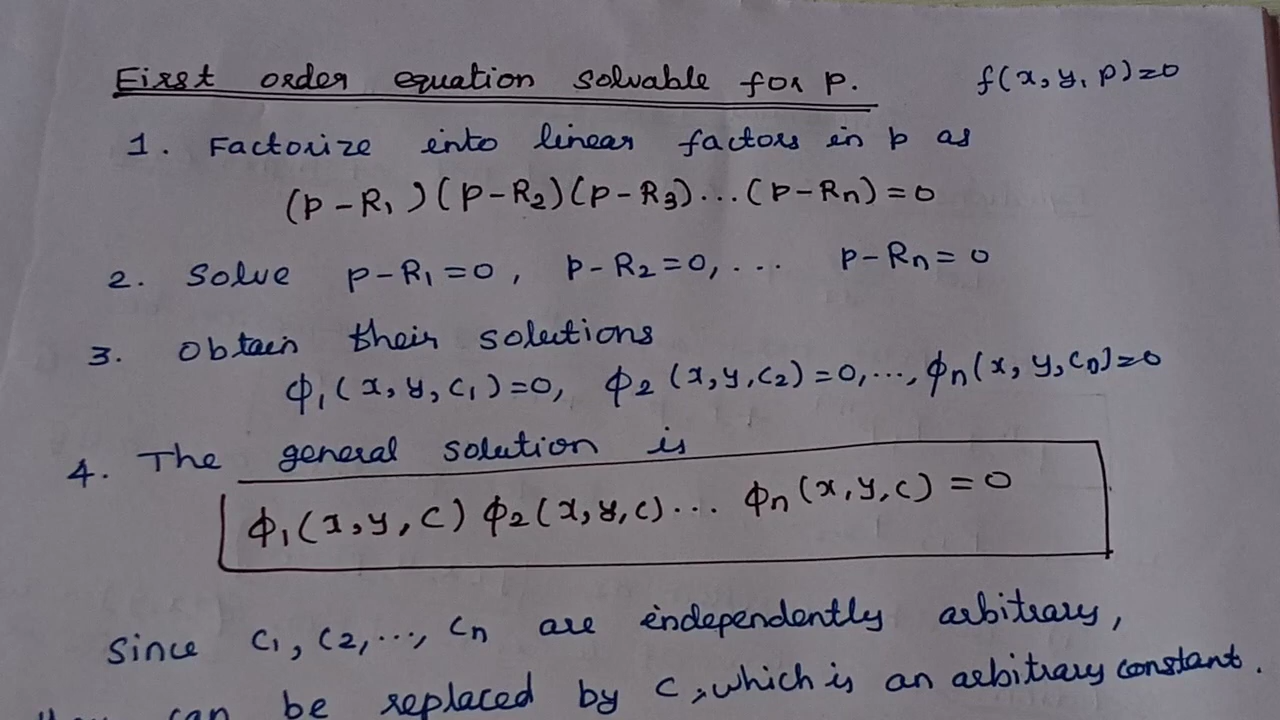 First order equation solvable for p. f(x, y, p)=0
1. Factorize into linear factors in p as
(p-R₁)(p-R₂)(p-R₃)...(p-Rn)=0
2. Solve p-R₁=0, p-R₂=0,... p-Rn=0
3. Obtain their solutions
ϕ₁(x,y,c₁)=0, ϕ₂(x,y,c₂)=0,...,ϕn(x,y,cn)=0
4. The general solution is
ϕ₁(x,y,c) ϕ₂(x,y,c)... ϕn(x,y,c)=0
Since c₁, c₂,..., cn are independently arbitrary,
can be replaced by c, which is an arbitrary constant.